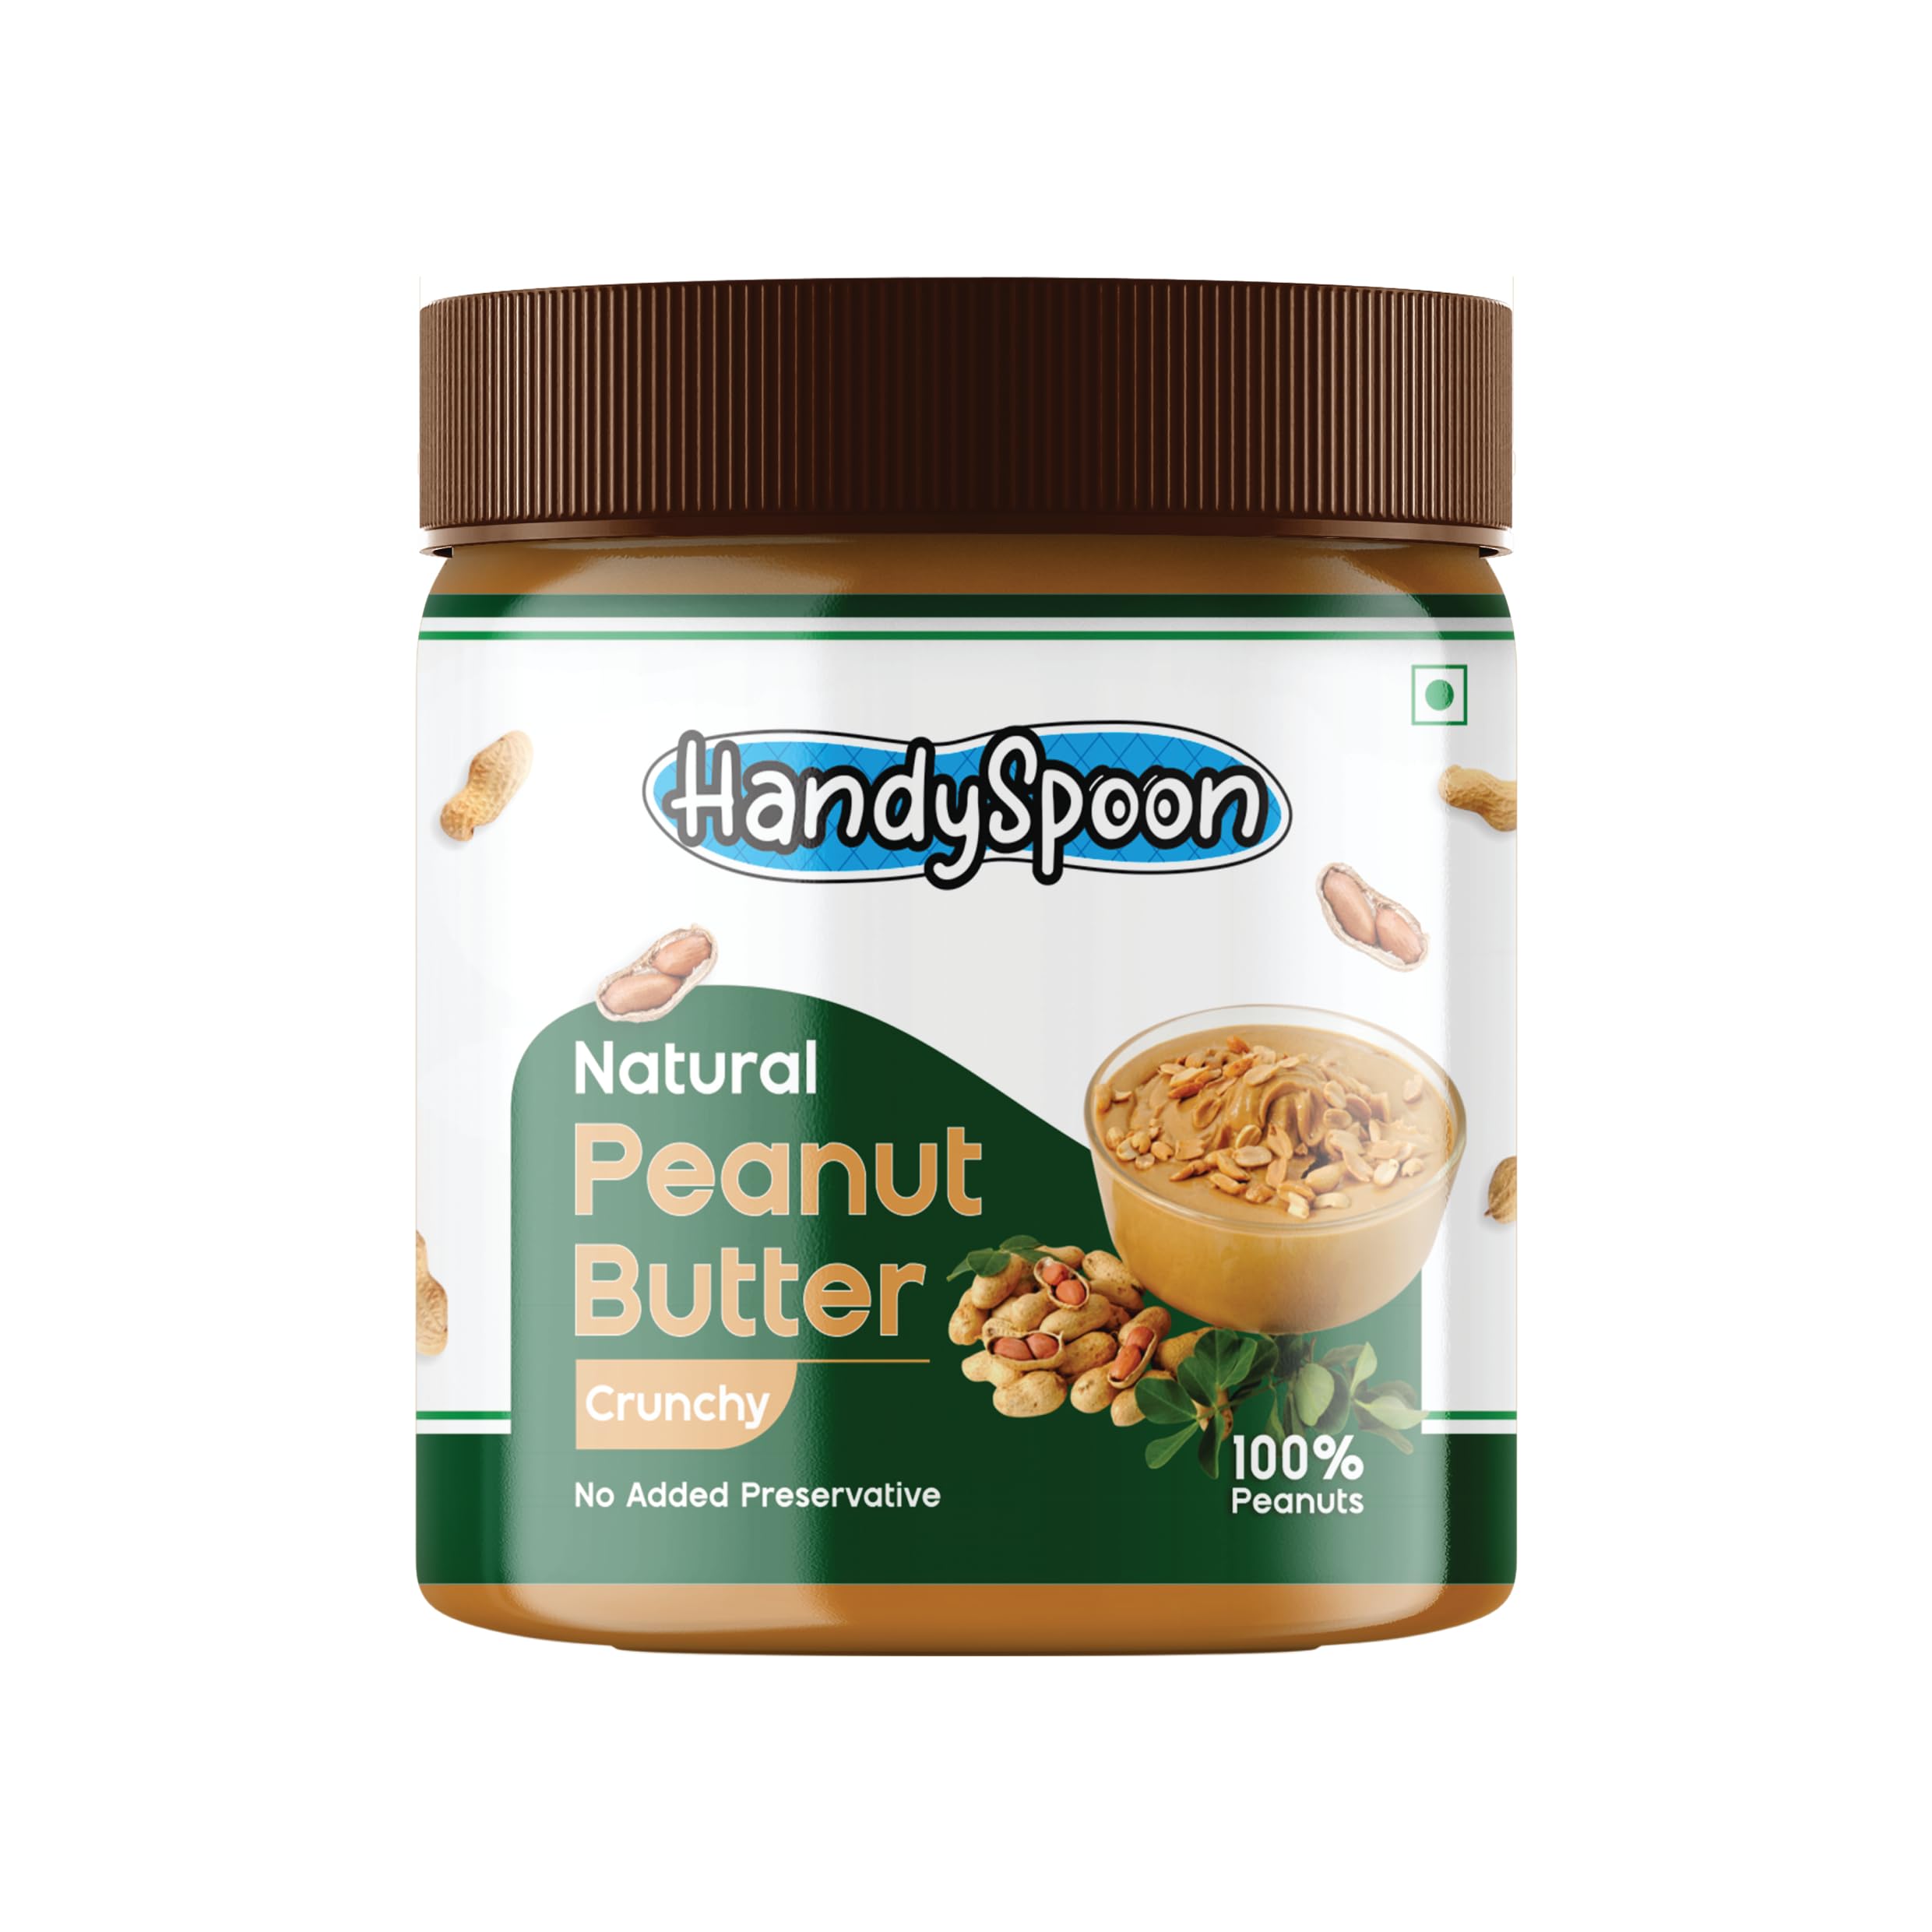 HandySpoon
Natural
Peanut
Butter
Crunchy
No Added Preservative
100%
Peanuts